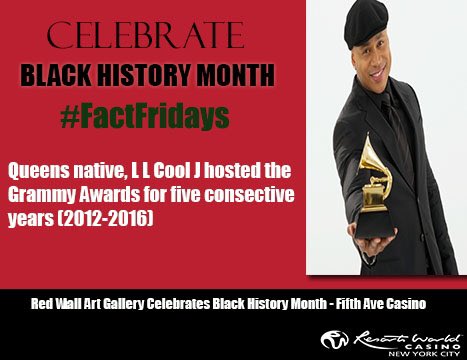 CELEBRATE
BLACK HISTORY MONTH
#FactFridays
Queens native, L L Cool J hosted the
Grammy Awards for five consective
years (2012-2016)
Red Wall Art Gallery Celebrates Black History Month - Fifth Ave Casino
Resorts World
CASINO
NEW YORK CITY